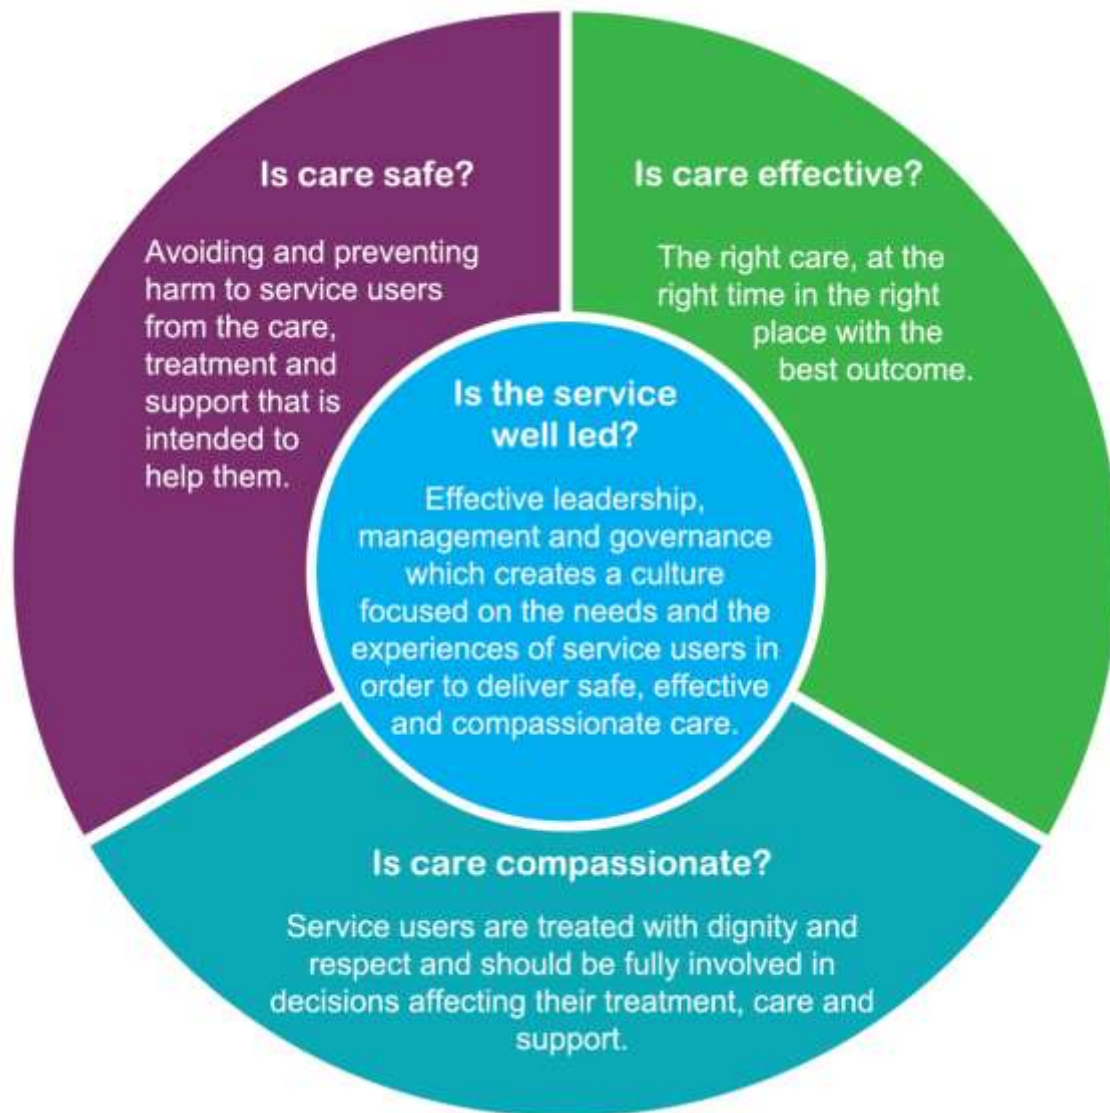 Is care safe?
Avoiding and preventing
harm to service users
from the care,
treatment and
support that is
intended to
help them.
Is care effective?
The right care, at the
right time in the right
place with the
best outcome.
Is the service
well led?
Effective leadership,
management and governance
which creates a culture
focused on the needs and the
experiences of service users in
order to deliver safe, effective
and compassionate care.
Is care compassionate?
Service users are treated with dignity and
respect and should be fully involved in
decisions affecting their treatment, care and
support.